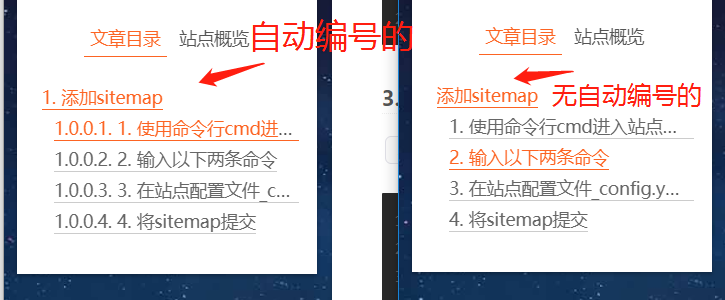 文章目录 站点概览
自动编号的
1. 添加sitemap
1.0.0.1. 1. 使用命令行cmd进...
1.0.0.2. 2. 输入以下两条命令
1.0.0.3. 3. 在站点配置文件_c...
1.0.0.4. 4. 将sitemap提交
3.
文章目录 站点概览
添加sitemap
无自动编号的
1. 使用命令行cmd进入站点...
2. 输入以下两条命令
3. 在站点配置文件_config.y...
4. 将sitemap提交